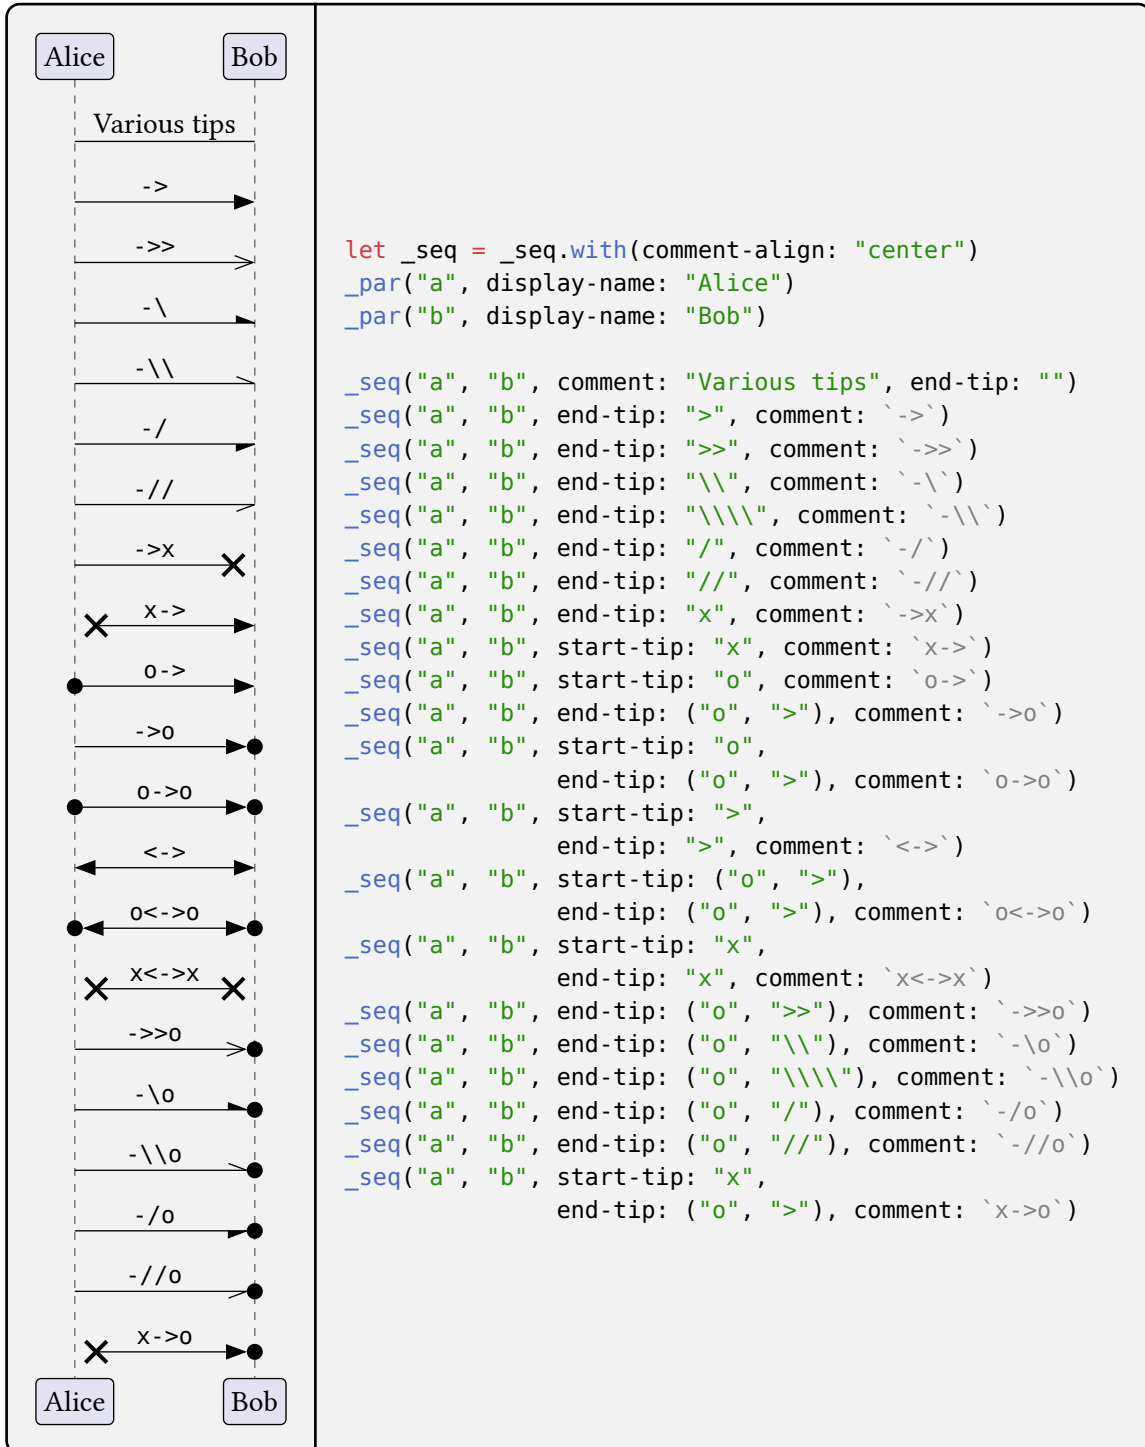 Alice Bob
Various tips
->
->>
-\
-\\
-/
-//
->x
x->
o->
->o
o->o
<->
o<->o
x<->x
->>o
-\o
-\\o
-/o
-//o
x->o
Alice Bob
let _seq = _seq.with(comment-align: "center")
_par("a", display-name: "Alice")
_par("b", display-name: "Bob")
_seq("a", "b", comment: "Various tips", end-tip: "")
_seq("a", "b", end-tip: ">", comment: `->`)
_seq("a", "b", end-tip: ">>", comment: `->>`)
_seq("a", "b", end-tip: "\\", comment: `-\`)
_seq("a", "b", end-tip: "\\\\", comment: `-\\`)
_seq("a", "b", end-tip: "/", comment: `-/`)
_seq("a", "b", end-tip: "//", comment: `-//`)
_seq("a", "b", end-tip: "x", comment: `->x`)
_seq("a", "b", start-tip: "x", comment: `x->`)
_seq("a", "b", start-tip: "o", comment: `o->`)
_seq("a", "b", end-tip: ("o", ">"), comment: `->o`)
_seq("a", "b", start-tip: "o",
end-tip: ("o", ">"), comment: `o->o`)
_seq("a", "b", start-tip: ">",
end-tip: ">", comment: `<->`)
_seq("a", "b", start-tip: ("o", ">"),
end-tip: ("o", ">"), comment: `o<->o`)
_seq("a", "b", start-tip: "x",
end-tip: "x", comment: `x<->x`)
_seq("a", "b", end-tip: ("o", ">>"), comment: `->>o`)
_seq("a", "b", end-tip: ("o", "\\"), comment: `-\o`)
_seq("a", "b", end-tip: ("o", "\\\\"), comment: `-\\o`)
_seq("a", "b", end-tip: ("o", "/"), comment: `-/o`)
_seq("a", "b", end-tip: ("o", "//"), comment: `-//o`)
_seq("a", "b", start-tip: "x",
end-tip: ("o", ">"), comment: `x->o`)